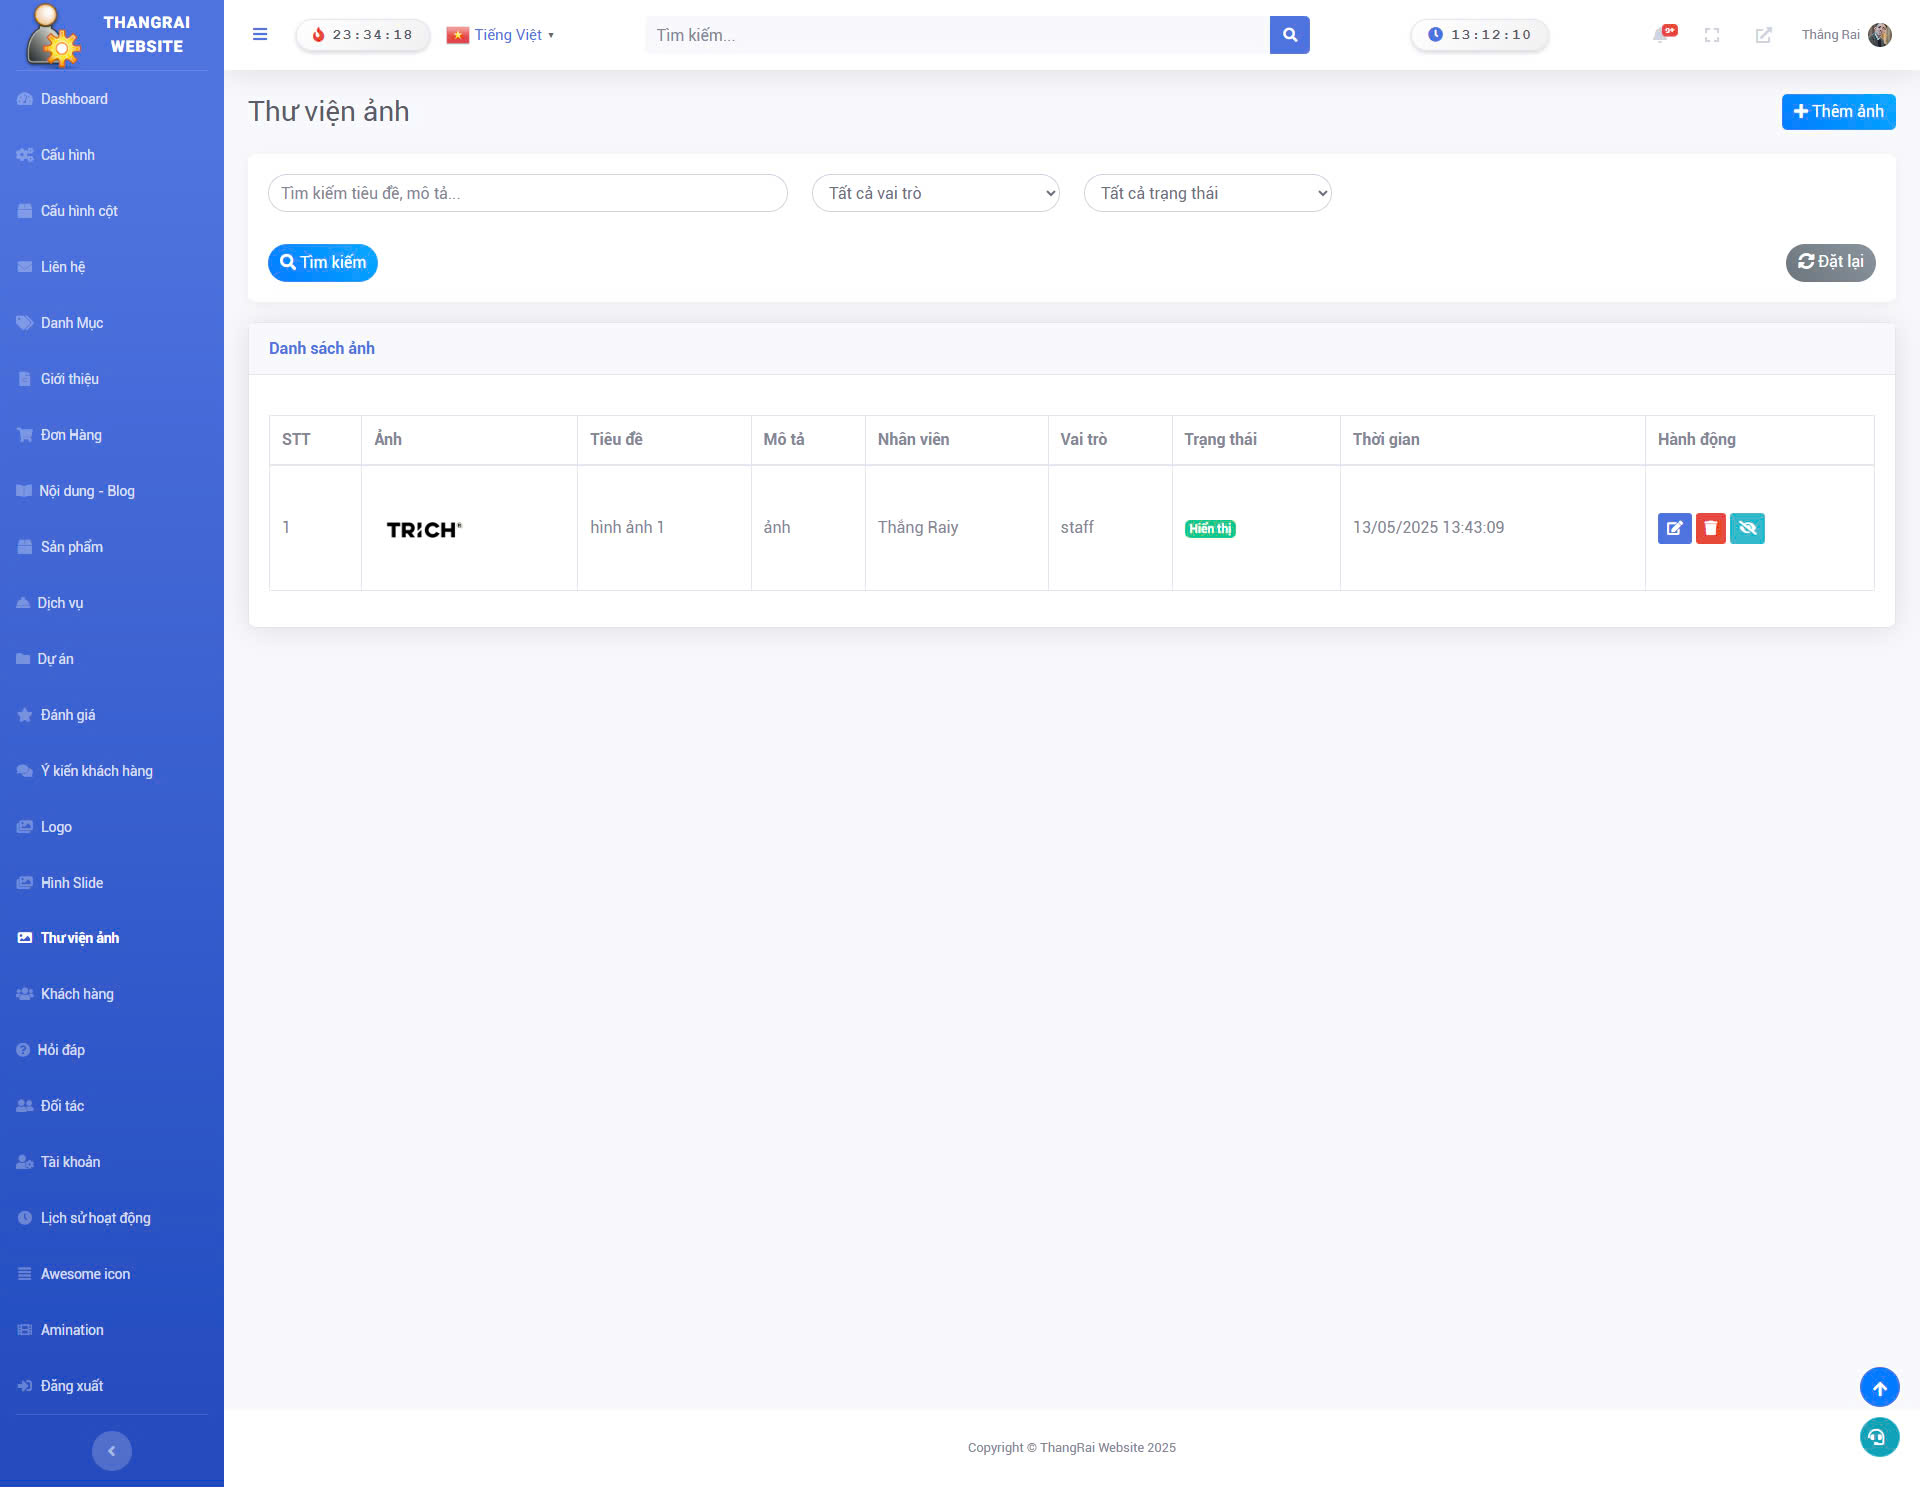 THANGRAI
WEBSITE
23:34:18
Tiếng Việt
Tìm kiếm...
13:12:10
9+
Thắng Rai
Dashboard
Cấu hình
Cấu hình cột
Liên hệ
Danh Mục
Giới thiệu
Đơn Hàng
Nội dung - Blog
Sản phẩm
Dịch vụ
Dự án
Đánh giá
Ý kiến khách hàng
Logo
Hình Slide
Thư viện ảnh
Khách hàng
Hỏi đáp
Đối tác
Tài khoản
Lịch sử hoạt động
Awesome icon
Amination
Đăng xuất
Thư viện ảnh
Thêm ảnh
Tìm kiếm tiêu đề, mô tả...
Tất cả vai trò
Tất cả trạng thái
Tìm kiếm
Đặt lại
Danh sách ảnh
STT Ảnh Tiêu đề Mô tả Nhân viên Vai trò Trạng thái Thời gian Hành động
1 TRICH® hình ảnh 1 ảnh Thắng Raiy staff Hiển thị 13/05/2025 13:43:09
Copyright © ThangRai Website 2025